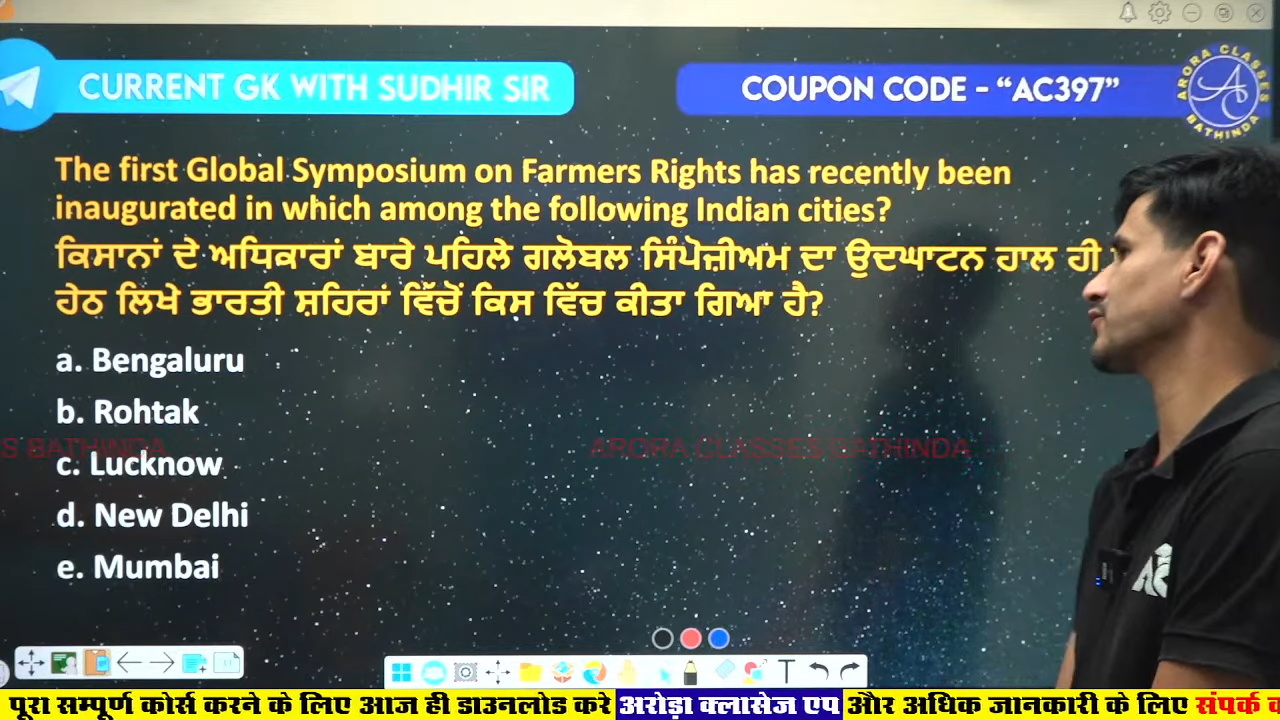 CURRENT GK WITH SUDHIR SIR
COUPON CODE - “AC397”
ARORA CLASSES
BATHINDA
The first Global Symposium on Farmers Rights has recently been
inaugurated in which among the following Indian cities?
ਕਿਸਾਨਾਂ ਦੇ ਅਧਿਕਾਰਾਂ ਬਾਰੇ ਪਹਿਲੇ ਗਲੋਬਲ ਸਿੰਪੋਜ਼ੀਅਮ ਦਾ ਉਦਘਾਟਨ ਹਾਲ ਹੀ
ਹੇਠ ਲਿਖੇ ਭਾਰਤੀ ਸ਼ਹਿਰਾਂ ਵਿੱਚੋਂ ਕਿਸ ਵਿੱਚ ਕੀਤਾ ਗਿਆ ਹੈ?
a. Bengaluru
b. Rohtak
S BATHINDA
ARORA CLASSES BATHINDA
c. Lucknow
d. New Delhi
e. Mumbai
AC
पूरा सम्पूर्ण कोर्स करने के लिए आज ही डाउनलोड करे अरोड़ा क्लासेज एप और अधिक जानकारी के लिए संपर्क